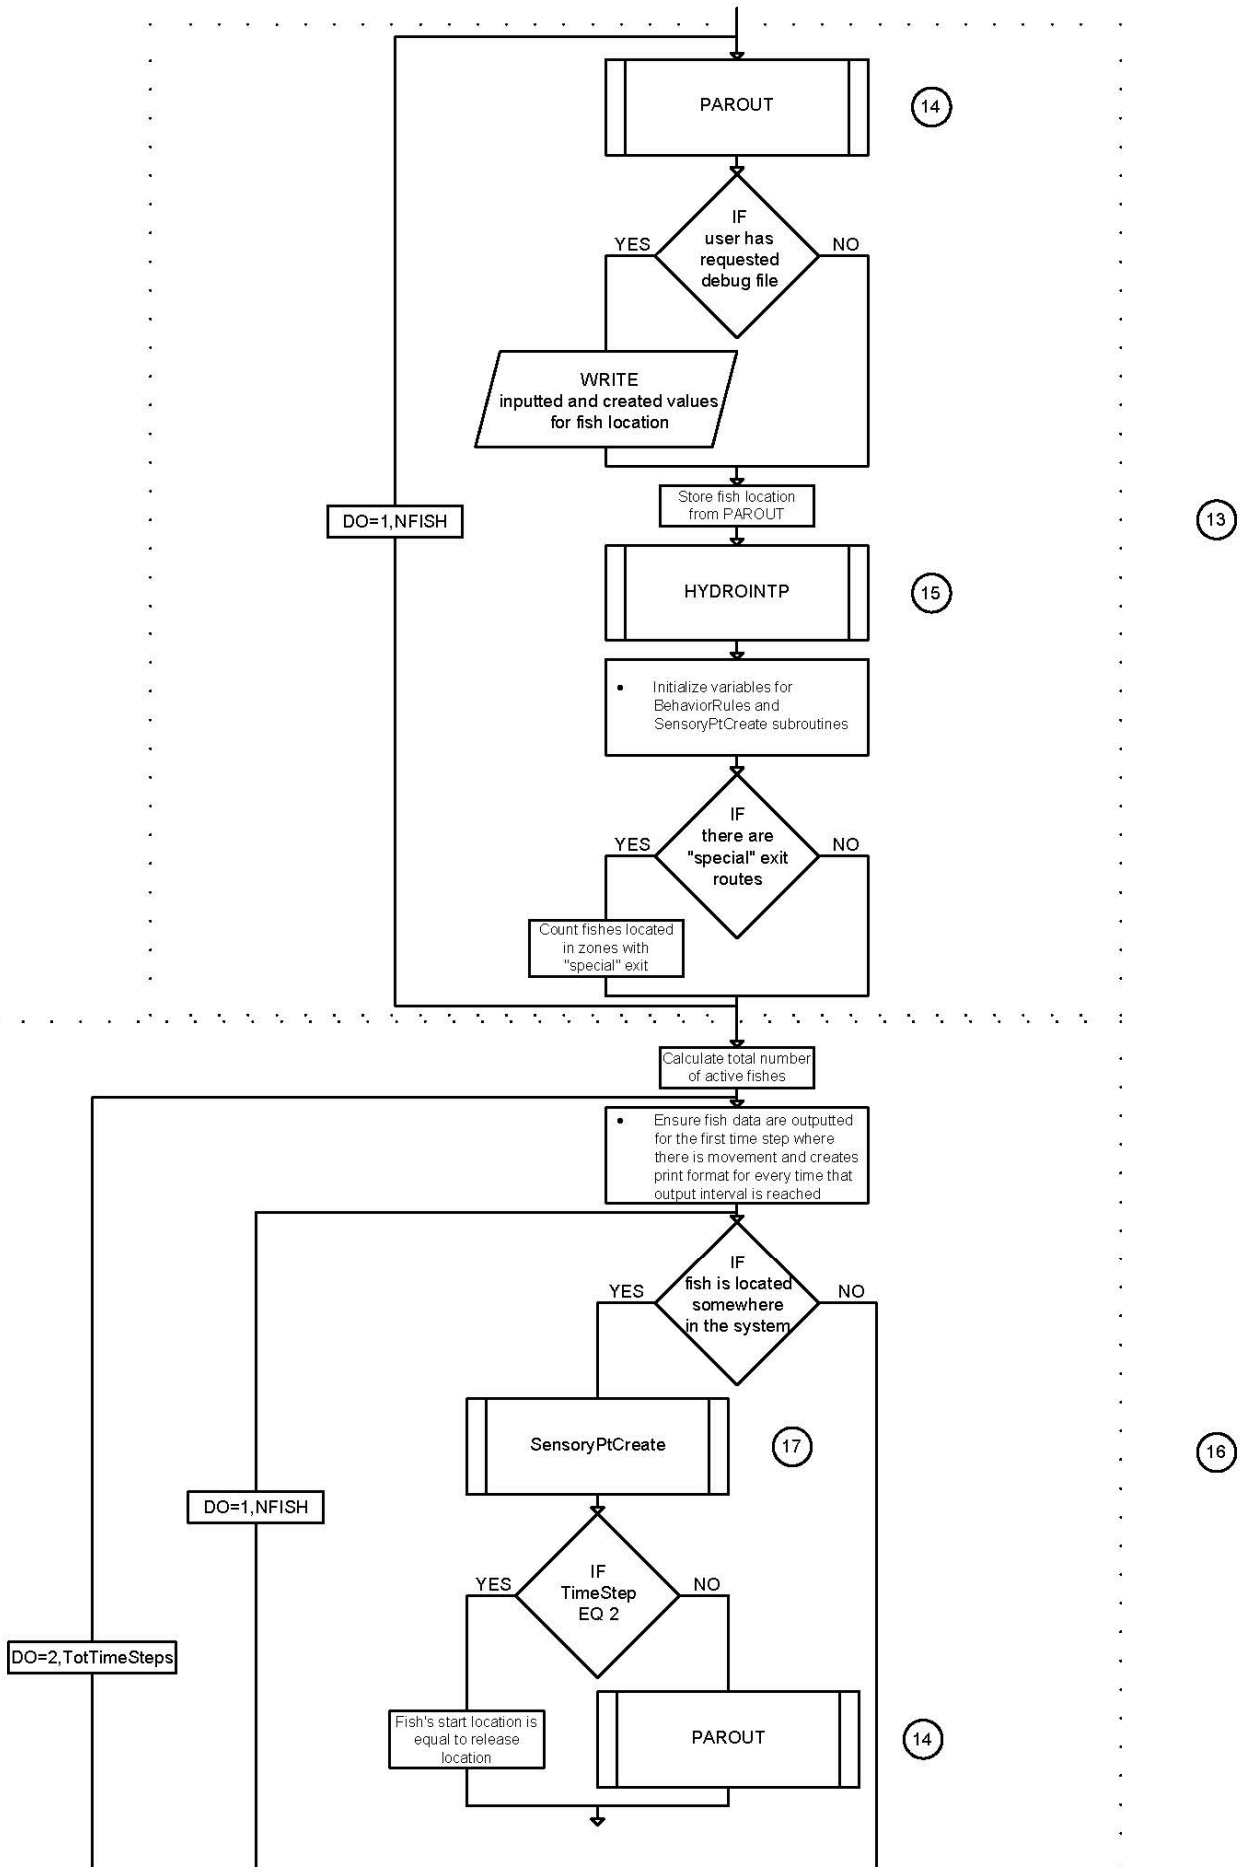 PAROUT
14
IF
user has
requested
debug file
YES
NO
WRITE
inputted and created values
for fish location
Store fish location
from PAROUT
DO=1,NFISH
13
HYDROINTP
15
• Initialize variables for
BehaviorRules and
SensoryPtCreate subroutines
IF
there are
"special" exit
routes
YES
NO
Count fishes located
in zones with
"special" exit
Calculate total number
of active fishes
• Ensure fish data are outputted
for the first time step where
there is movement and creates
print format for every time that
output interval is reached
IF
fish is located
somewhere
in the system
YES
NO
SensoryPtCreate
17
16
DO=1,NFISH
IF
TimeStep
EQ 2
YES
NO
DO=2,TotTimeSteps
Fish's start location is
equal to release
location
PAROUT
14